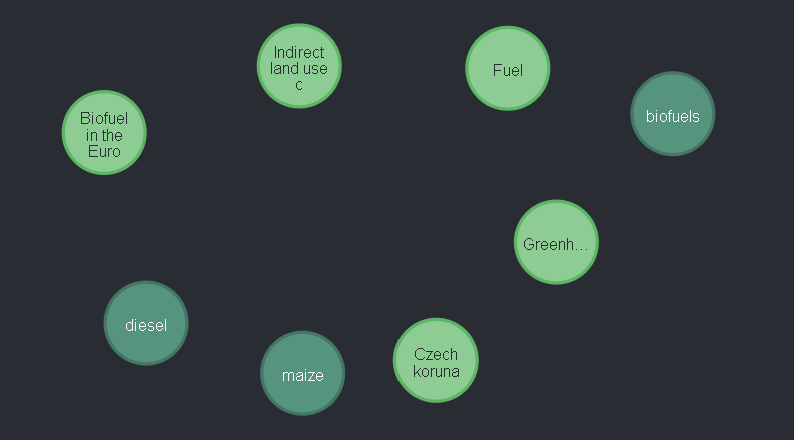 Indirect
land use
c
Fuel
biofuels
Biofuel
in the
Euro
Greenh...
diesel
maize
Czech
koruna